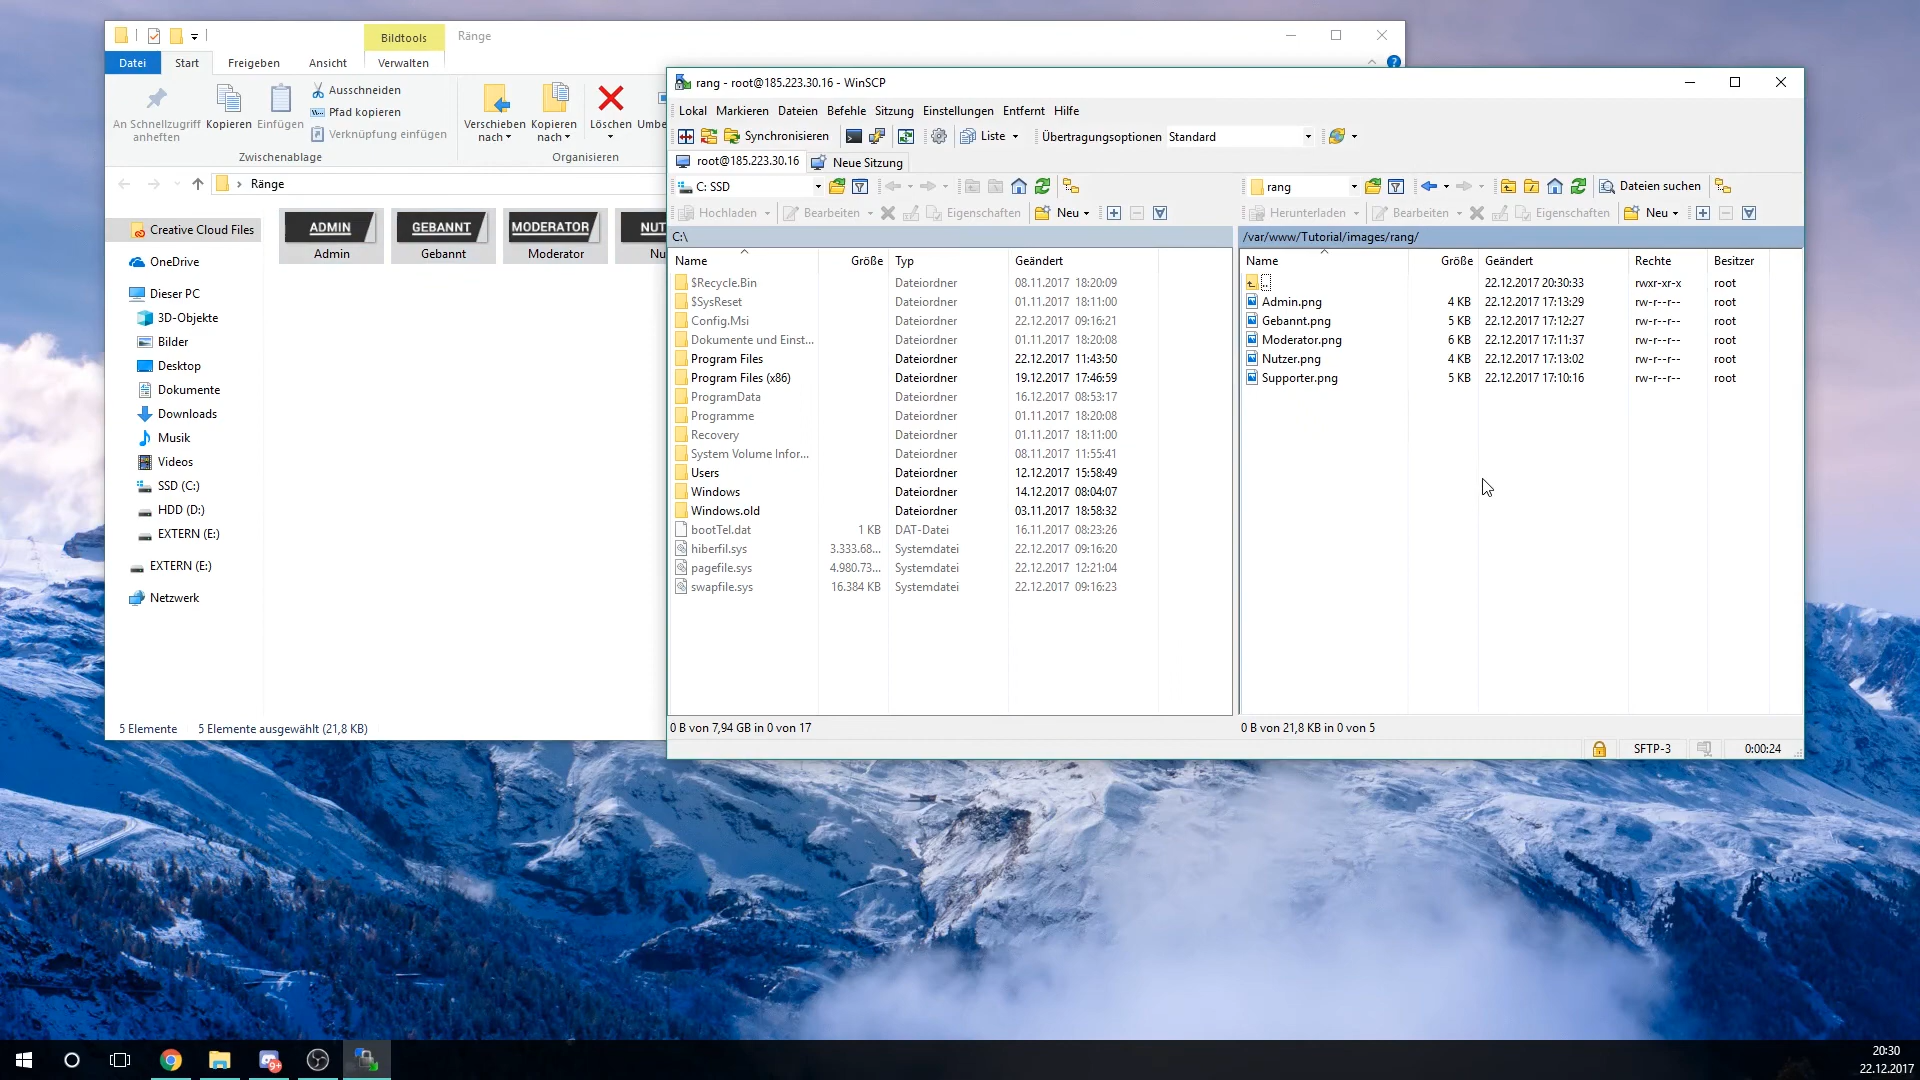 Bildtools
Ränge
Datei
Start
Freigeben
Ansicht
Verwalten
An Schnellzugriff anheften
Kopieren
Einfügen
Ausschneiden
Pfad kopieren
Verknüpfung einfügen
Zwischenablage
Verschieben nach
Kopieren nach
Löschen
Umbe
Organisieren
Ränge
Creative Cloud Files
OneDrive
Dieser PC
3D-Objekte
Bilder
Desktop
Dokumente
Downloads
Musik
Videos
SSD (C:)
HDD (D:)
EXTERN (E:)
EXTERN (E:)
Netzwerk
ADMIN
GEBANNT
MODERATOR
NUT
Admin
Gebannt
Moderator
Nu
5 Elemente
5 Elemente ausgewählt (21,8 KB)
rang - root@185.223.30.16 - WinSCP
Lokal Markieren Dateien Befehle Sitzung Einstellungen Entfernt Hilfe
Synchronisieren
Liste
Übertragungsoptionen Standard
root@185.223.30.16
Neue Sitzung
C: SSD
Hochladen
Bearbeiten
Eigenschaften
Neu
C:\
Name Größe Typ Geändert
$Recycle.Bin Dateiordner 08.11.2017 18:20:09
$SysReset Dateiordner 01.11.2017 18:11:00
Config.Msi Dateiordner 22.12.2017 09:16:21
Dokumente und Einst... Dateiordner 01.11.2017 18:20:08
Program Files Dateiordner 22.12.2017 11:43:50
Program Files (x86) Dateiordner 19.12.2017 17:46:59
ProgramData Dateiordner 16.12.2017 08:53:17
Programme Dateiordner 01.11.2017 18:20:08
Recovery Dateiordner 01.11.2017 18:11:00
System Volume Infor... Dateiordner 08.11.2017 11:55:41
Users Dateiordner 12.12.2017 15:58:49
Windows Dateiordner 14.12.2017 08:04:07
Windows.old Dateiordner 03.11.2017 18:58:32
bootTel.dat 1 KB DAT-Datei 16.11.2017 08:23:26
hiberfil.sys 3.333.68... Systemdatei 22.12.2017 09:16:20
pagefile.sys 4.980.73... Systemdatei 22.12.2017 12:21:04
swapfile.sys 16.384 KB Systemdatei 22.12.2017 09:16:23
0 B von 7,94 GB in 0 von 17
rang
Dateien suchen
Herunterladen
Bearbeiten
Eigenschaften
Neu
/var/www/Tutorial/images/rang/
Name Größe Geändert Rechte Besitzer
.. 22.12.2017 20:30:33 rwxr-xr-x root
Admin.png 4 KB 22.12.2017 17:13:29 rw-r--r-- root
Gebannt.png 5 KB 22.12.2017 17:12:27 rw-r--r-- root
Moderator.png 6 KB 22.12.2017 17:11:37 rw-r--r-- root
Nutzer.png 4 KB 22.12.2017 17:13:02 rw-r--r-- root
Supporter.png 5 KB 22.12.2017 17:10:16 rw-r--r-- root
0 B von 21,8 KB in 0 von 5
SFTP-3
0:00:24
9+
20:30
22.12.2017